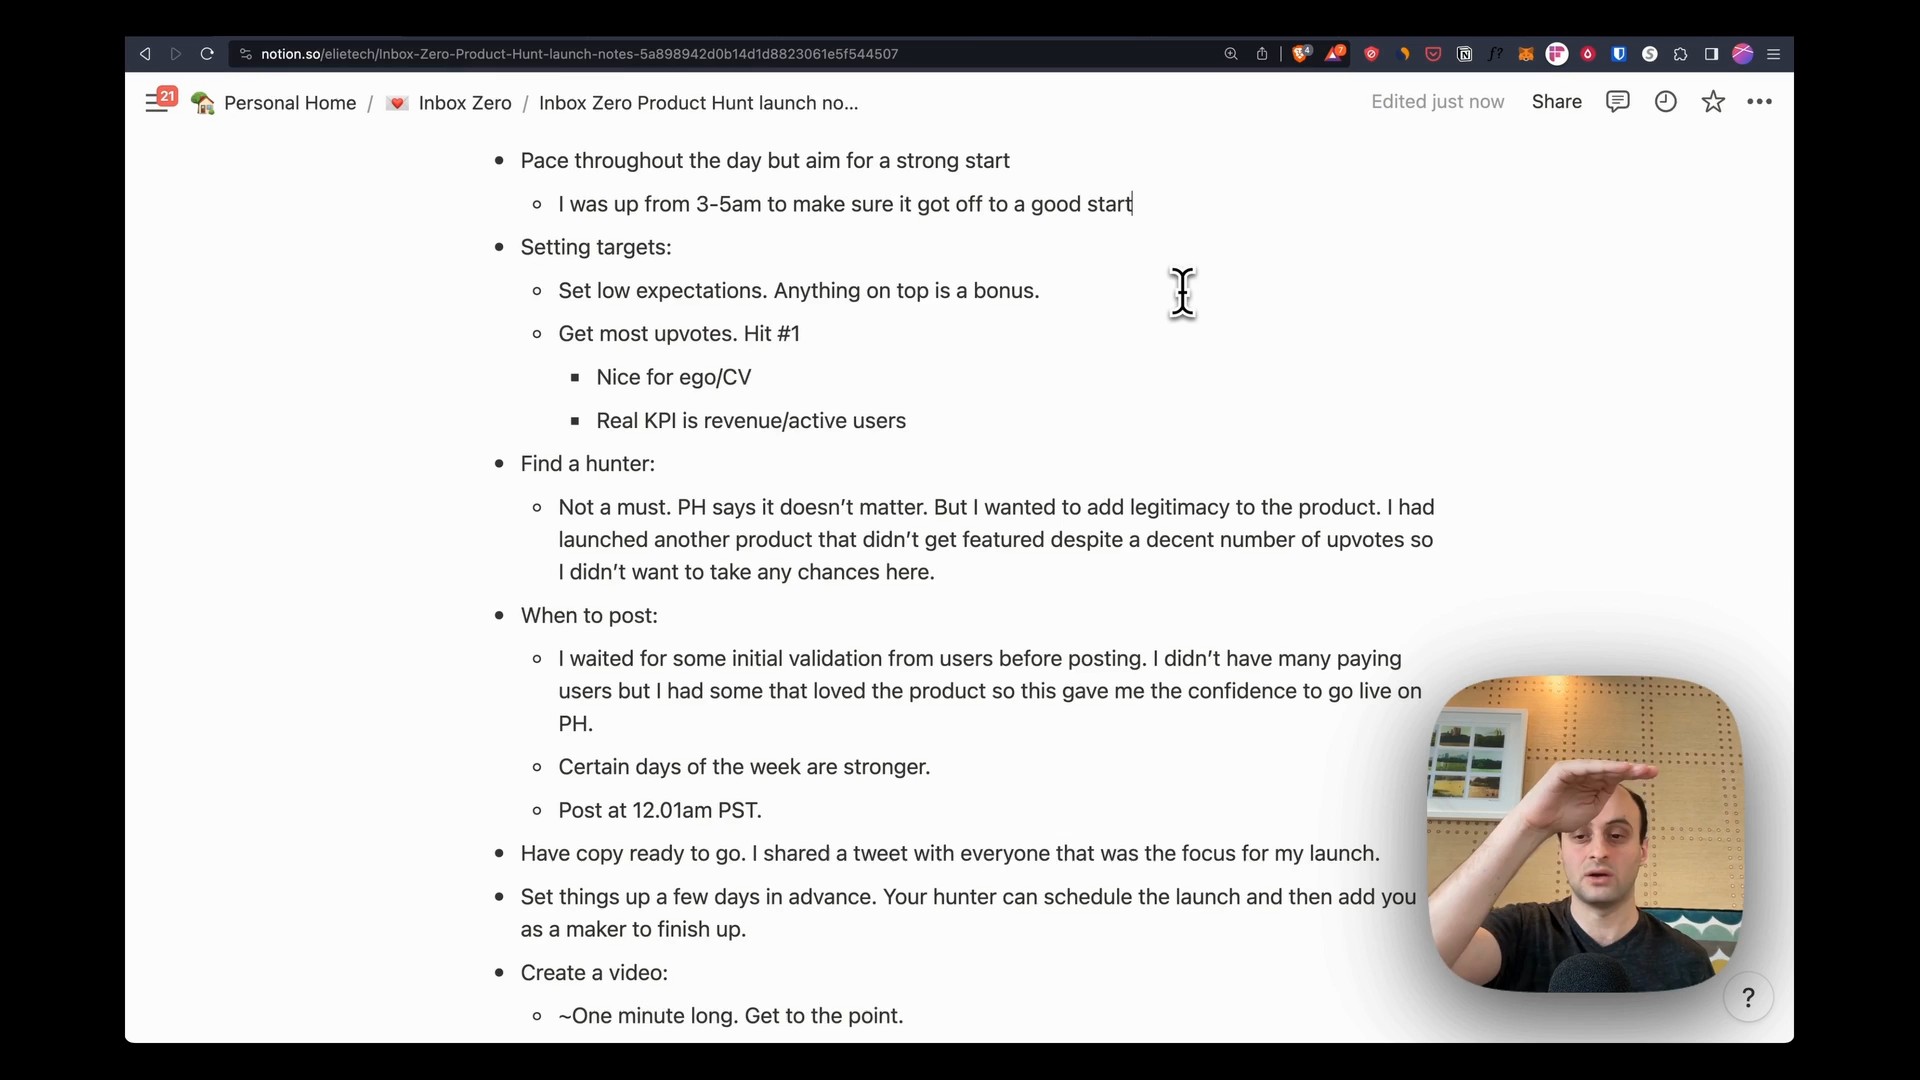 notion.so/elietech/Inbox-Zero-Product-Hunt-launch-notes-5a898942d0b14d1d8823061e5f544507
4
7
21
Personal Home / Inbox Zero / Inbox Zero Product Hunt launch no...
Edited just now
Share
• Pace throughout the day but aim for a strong start
◦ I was up from 3-5am to make sure it got off to a good start
• Setting targets:
◦ Set low expectations. Anything on top is a bonus.
◦ Get most upvotes. Hit #1
▪ Nice for ego/CV
▪ Real KPI is revenue/active users
• Find a hunter:
◦ Not a must. PH says it doesn’t matter. But I wanted to add legitimacy to the product. I had
launched another product that didn’t get featured despite a decent number of upvotes so
I didn’t want to take any chances here.
• When to post:
◦ I waited for some initial validation from users before posting. I didn’t have many paying
users but I had some that loved the product so this gave me the confidence to go live on
PH.
◦ Certain days of the week are stronger.
◦ Post at 12.01am PST.
• Have copy ready to go. I shared a tweet with everyone that was the focus for my launch.
• Set things up a few days in advance. Your hunter can schedule the launch and then add you
as a maker to finish up.
• Create a video:
◦ ~One minute long. Get to the point.
?